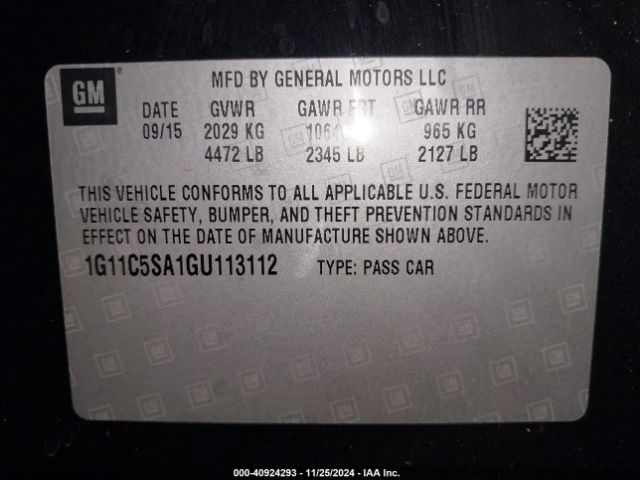 GM ®
MFD BY GENERAL MOTORS LLC
DATE GVWR GAWR FRT GAWR RR
09/15 2029 KG KG 965 KG
4472 LB 2345 LB 2127 LB
THIS VEHICLE CONFORMS TO ALL APPLICABLE U.S. FEDERAL MOTOR
VEHICLE SAFETY, BUMPER, AND THEFT PREVENTION STANDARDS IN
EFFECT ON THE DATE OF MANUFACTURE SHOWN ABOVE.
1G11C5SA1GU113112 TYPE: PASS CAR
000-40924293 - 11/25/2024 - IAA Inc.